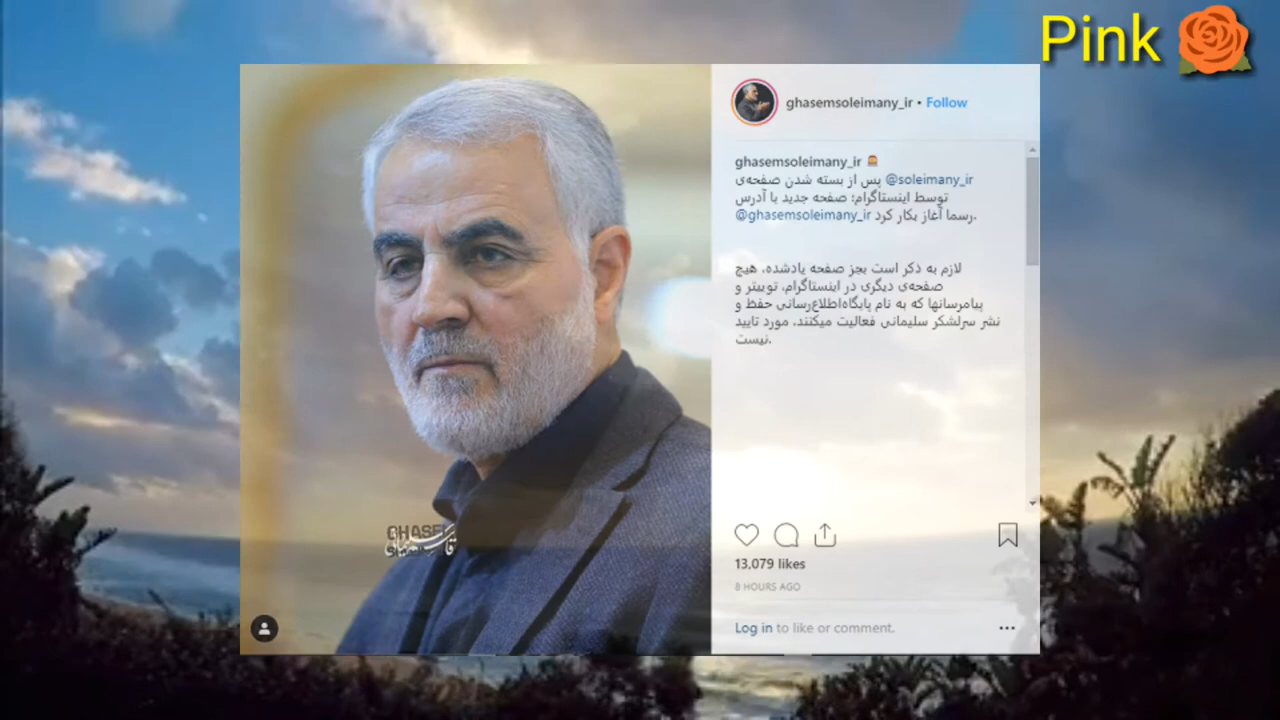 Pink
ghasemsoleimany_ir • Follow
ghasemsoleimany_ir
پس از بسته شدن صفحه‌ی @soleimany_ir
توسط اینستاگرام؛ صفحه جدید با آدرس
@ghasemsoleimany_ir رسما آغاز بکار کرد.
لازم به ذکر است بجز صفحه یادشده، هیچ
صفحه‌ی دیگری در اینستاگرام، توییتر و
پیامرسانها که به نام پایگاه‌اطلاع‌رسانی حفظ و
نشر سرلشکر سلیمانی فعالیت میکنند، مورد تایید
نیست.
13,079 likes
8 HOURS AGO
Log in to like or comment.